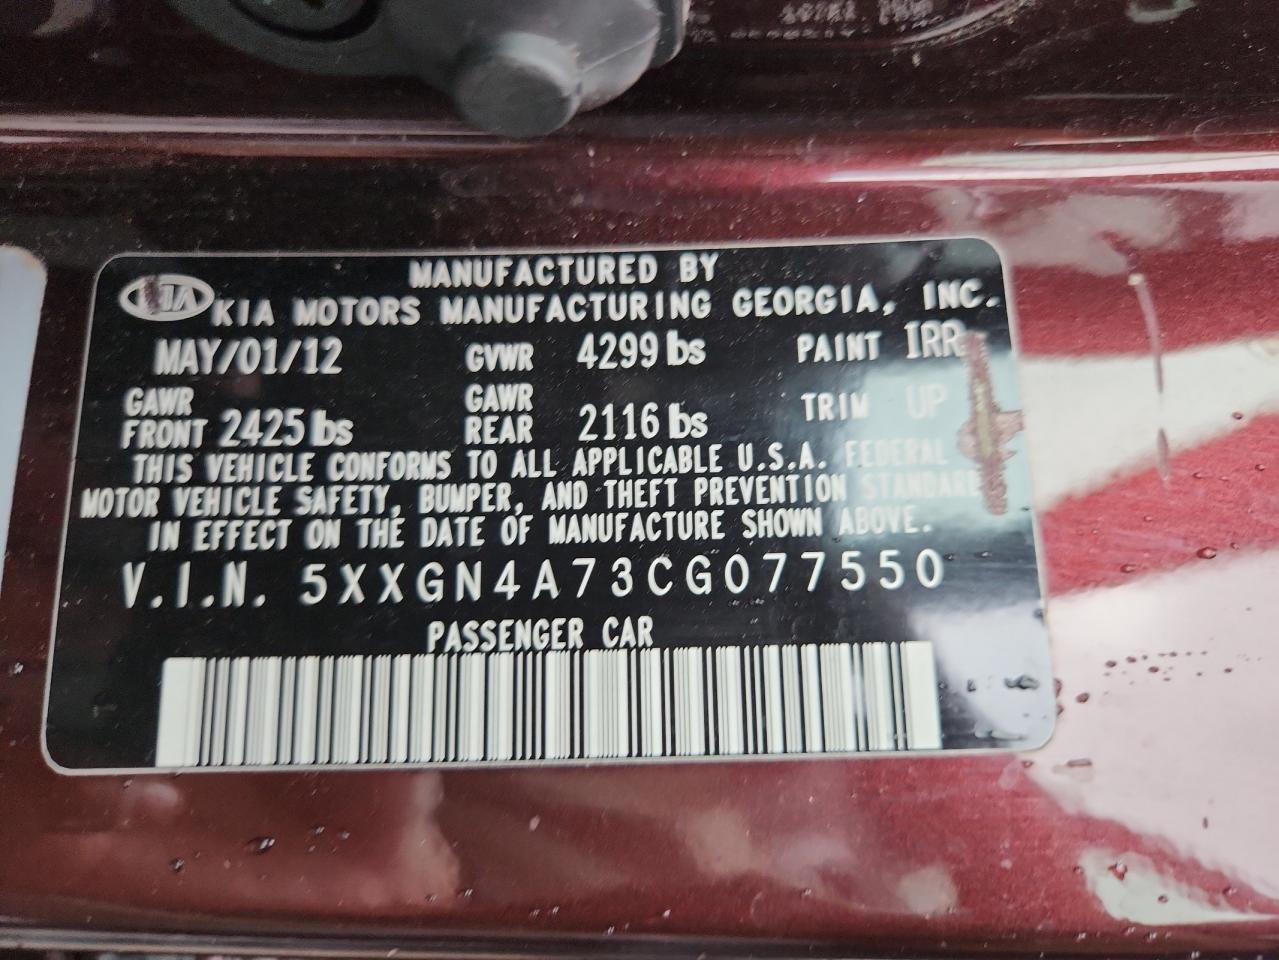 MANUFACTURED BY
KIA KIA MOTORS MANUFACTURING GEORGIA, INC.
MAY/01/12 GVWR 4299 lbs PAINT IRR
GAWR FRONT 2425 lbs GAWR REAR 2116 lbs TRIM UP
THIS VEHICLE CONFORMS TO ALL APPLICABLE U.S.A. FEDERAL
MOTOR VEHICLE SAFETY, BUMPER, AND THEFT PREVENTION STANDARDS
IN EFFECT ON THE DATE OF MANUFACTURE SHOWN ABOVE.
V.I.N. 5XXGN4A73CG077550
PASSENGER CAR